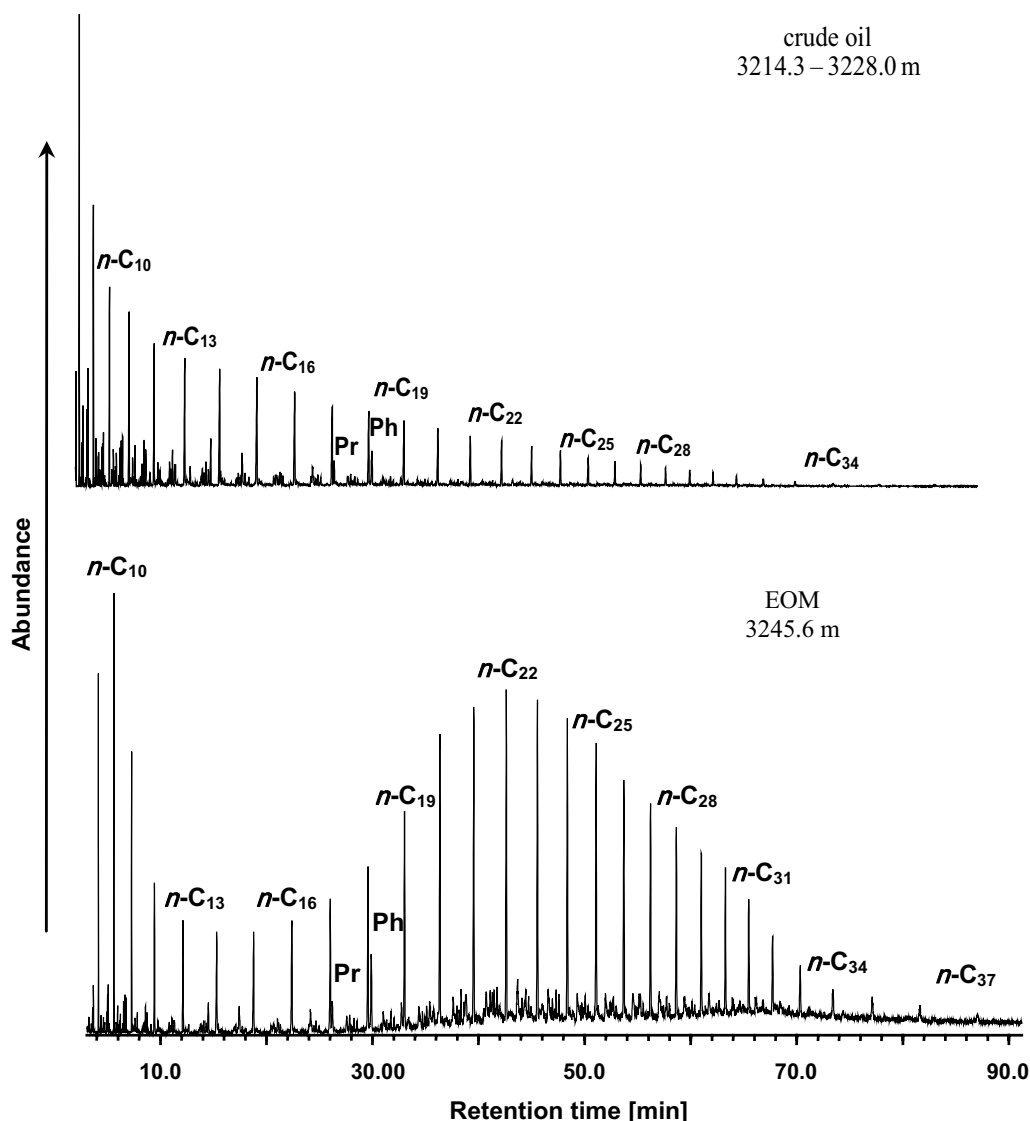 crude oil
3214.3 – 3228.0 m
n-C₁₀
n-C₁₃
n-C₁₆
n-C₁₉
Pr
Ph
n-C₂₂
n-C₂₅
n-C₂₈
n-C₃₄
Abundance
n-C₁₀
EOM
3245.6 m
n-C₂₂
n-C₂₅
n-C₁₉
n-C₂₈
n-C₁₃
n-C₁₆
Ph
Pr
n-C₃₁
n-C₃₄
n-C₃₇
10.0 30.00 50.0 70.0 90.0
Retention time [min]